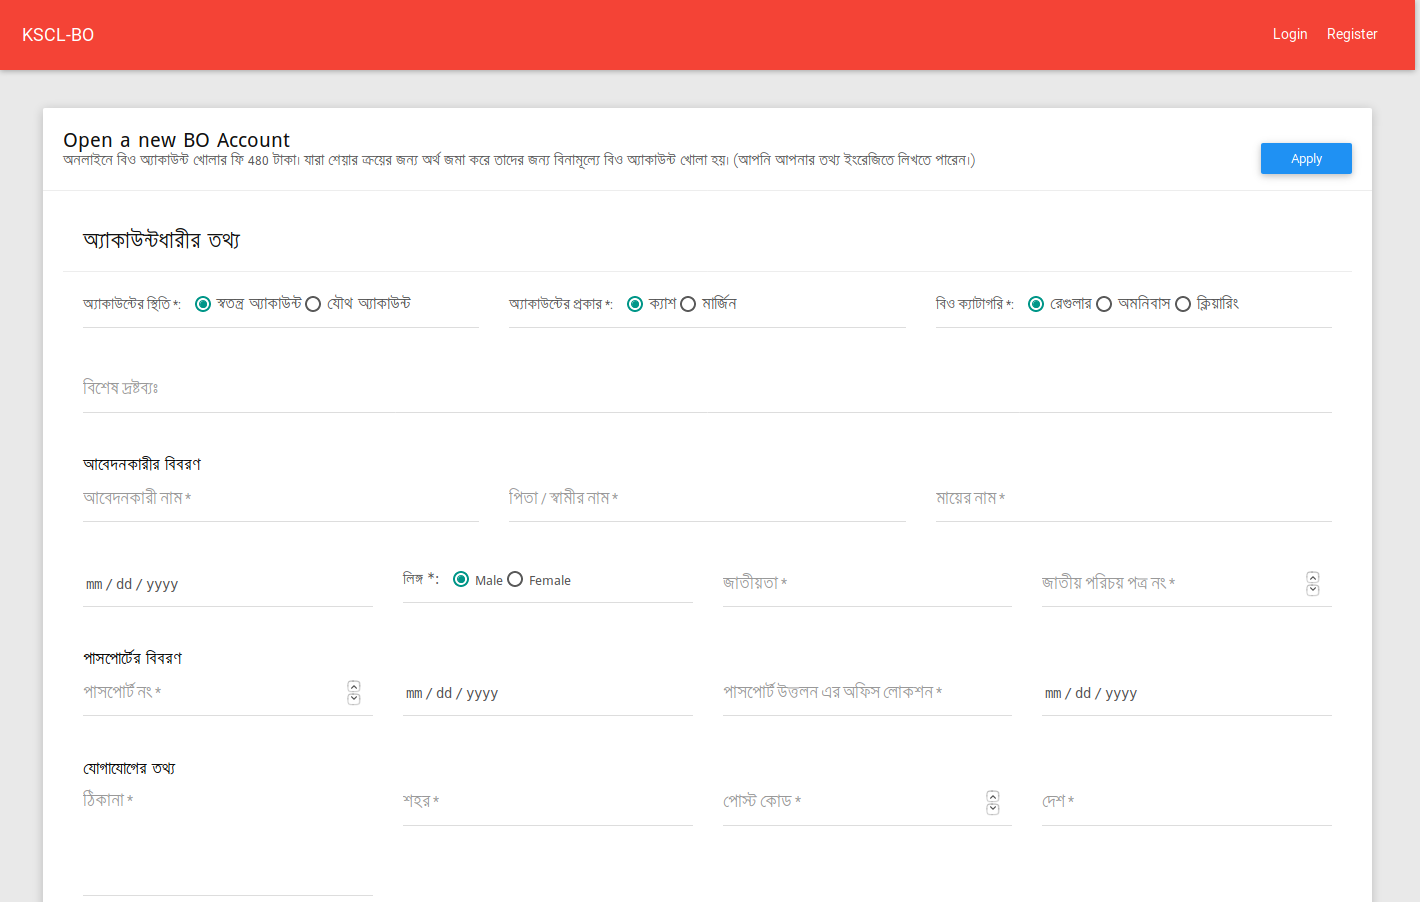 KSCL-BO Login Register
Open a new BO Account
অনলাইনে বিও অ্যাকাউন্ট খোলার ফি 480 টাকা। যারা শেয়ার ক্রয়ের জন্য অর্থ জমা করে তাদের জন্য বিনামূল্যে বিও অ্যাকাউন্ট খোলা হয়। (আপনি আপনার তথ্য ইংরেজিতে লিখতে পারেন।)
Apply
অ্যাকাউন্টধারীর তথ্য
অ্যাকাউন্টের স্থিতি *: স্বতন্ত্র অ্যাকাউন্ট যৌথ অ্যাকাউন্ট অ্যাকাউন্টের প্রকার *: ক্যাশ মার্জিন বিও ক্যাটাগরি *: রেগুলার অমনিবাস ক্লিয়ারিং
বিশেষ দ্রষ্টব্যঃ
আবেদনকারীর বিবরণ
আবেদনকারী নাম * পিতা / স্বামীর নাম * মায়ের নাম *
mm / dd / yyyy লিঙ্গ *: Male Female জাতীয়তা * জাতীয় পরিচয় পত্র নং *
পাসপোর্টের বিবরণ
পাসপোর্ট নং * mm / dd / yyyy পাসপোর্ট উত্তলন এর অফিস লোকশন * mm / dd / yyyy
যোগাযোগের তথ্য
ঠিকানা * শহর * পোস্ট কোড * দেশ *